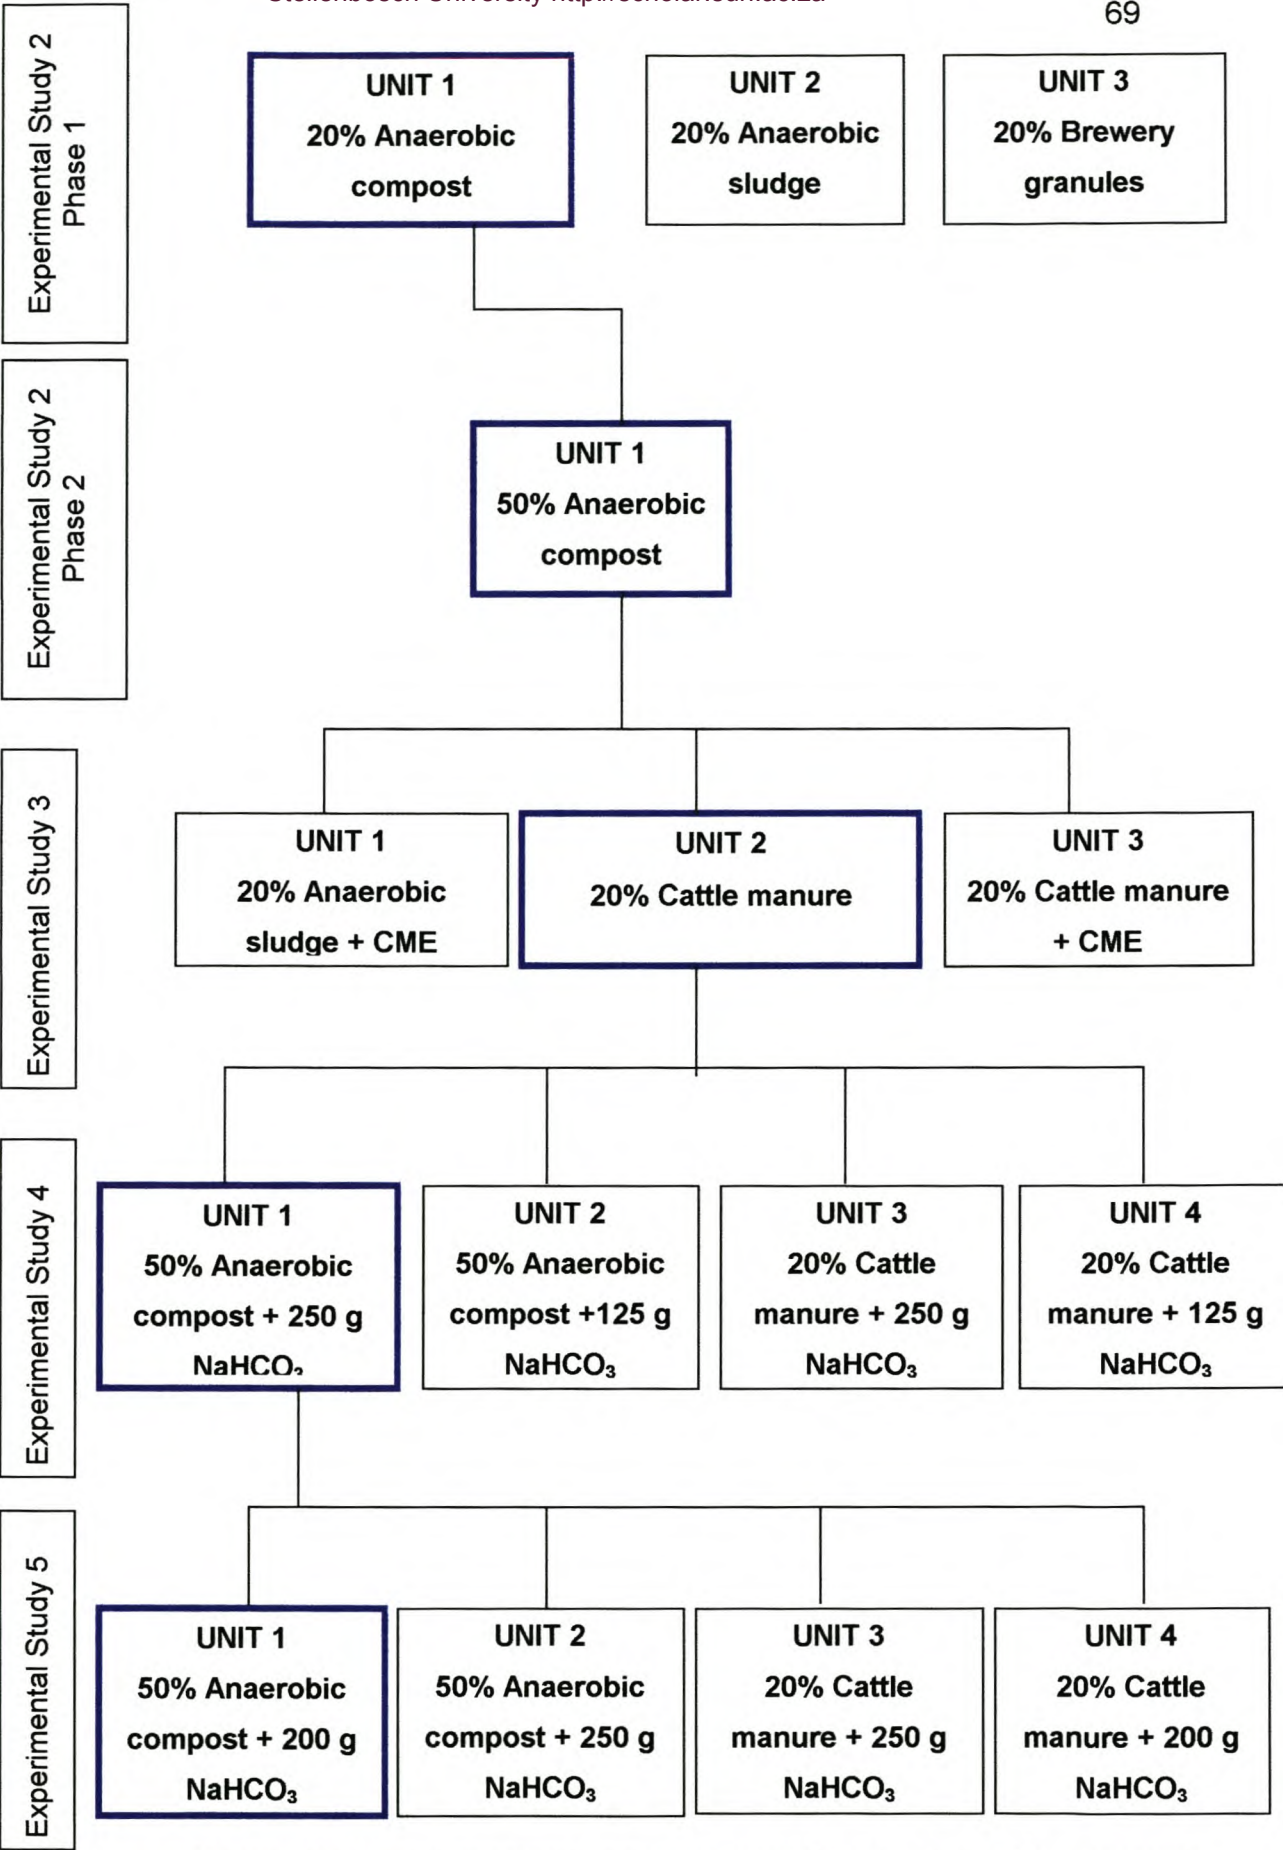 69
Experimental Study 2
Phase 1
UNIT 1
20% Anaerobic
compost
UNIT 2
20% Anaerobic
sludge
UNIT 3
20% Brewery
granules
Experimental Study 2
Phase 2
UNIT 1
50% Anaerobic
compost
Experimental Study 3
UNIT 1
20% Anaerobic
sludge + CME
UNIT 2
20% Cattle manure
UNIT 3
20% Cattle manure
+ CME
Experimental Study 4
UNIT 1
50% Anaerobic
compost + 250 g
NaHCO₃
UNIT 2
50% Anaerobic
compost +125 g
NaHCO₃
UNIT 3
20% Cattle
manure + 250 g
NaHCO₃
UNIT 4
20% Cattle
manure + 125 g
NaHCO₃
Experimental Study 5
UNIT 1
50% Anaerobic
compost + 200 g
NaHCO₃
UNIT 2
50% Anaerobic
compost + 250 g
NaHCO₃
UNIT 3
20% Cattle
manure + 250 g
NaHCO₃
UNIT 4
20% Cattle
manure + 200 g
NaHCO₃